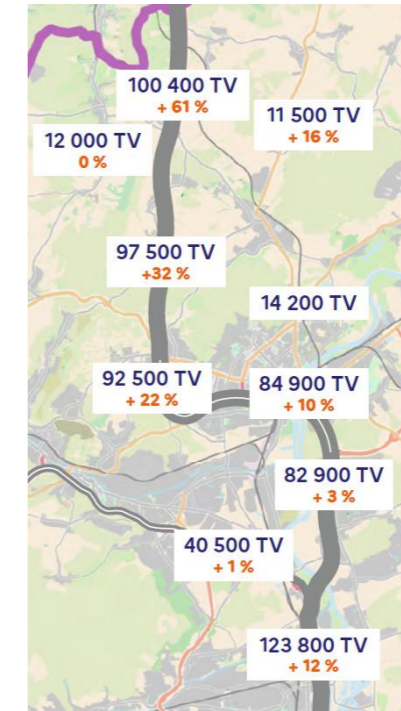 100 400 TV
+ 61 %
11 500 TV
+ 16 %
12 000 TV
0 %
97 500 TV
+32 %
14 200 TV
92 500 TV
+ 22 %
84 900 TV
+ 10 %
82 900 TV
+ 3 %
40 500 TV
+ 1 %
123 800 TV
+ 12 %